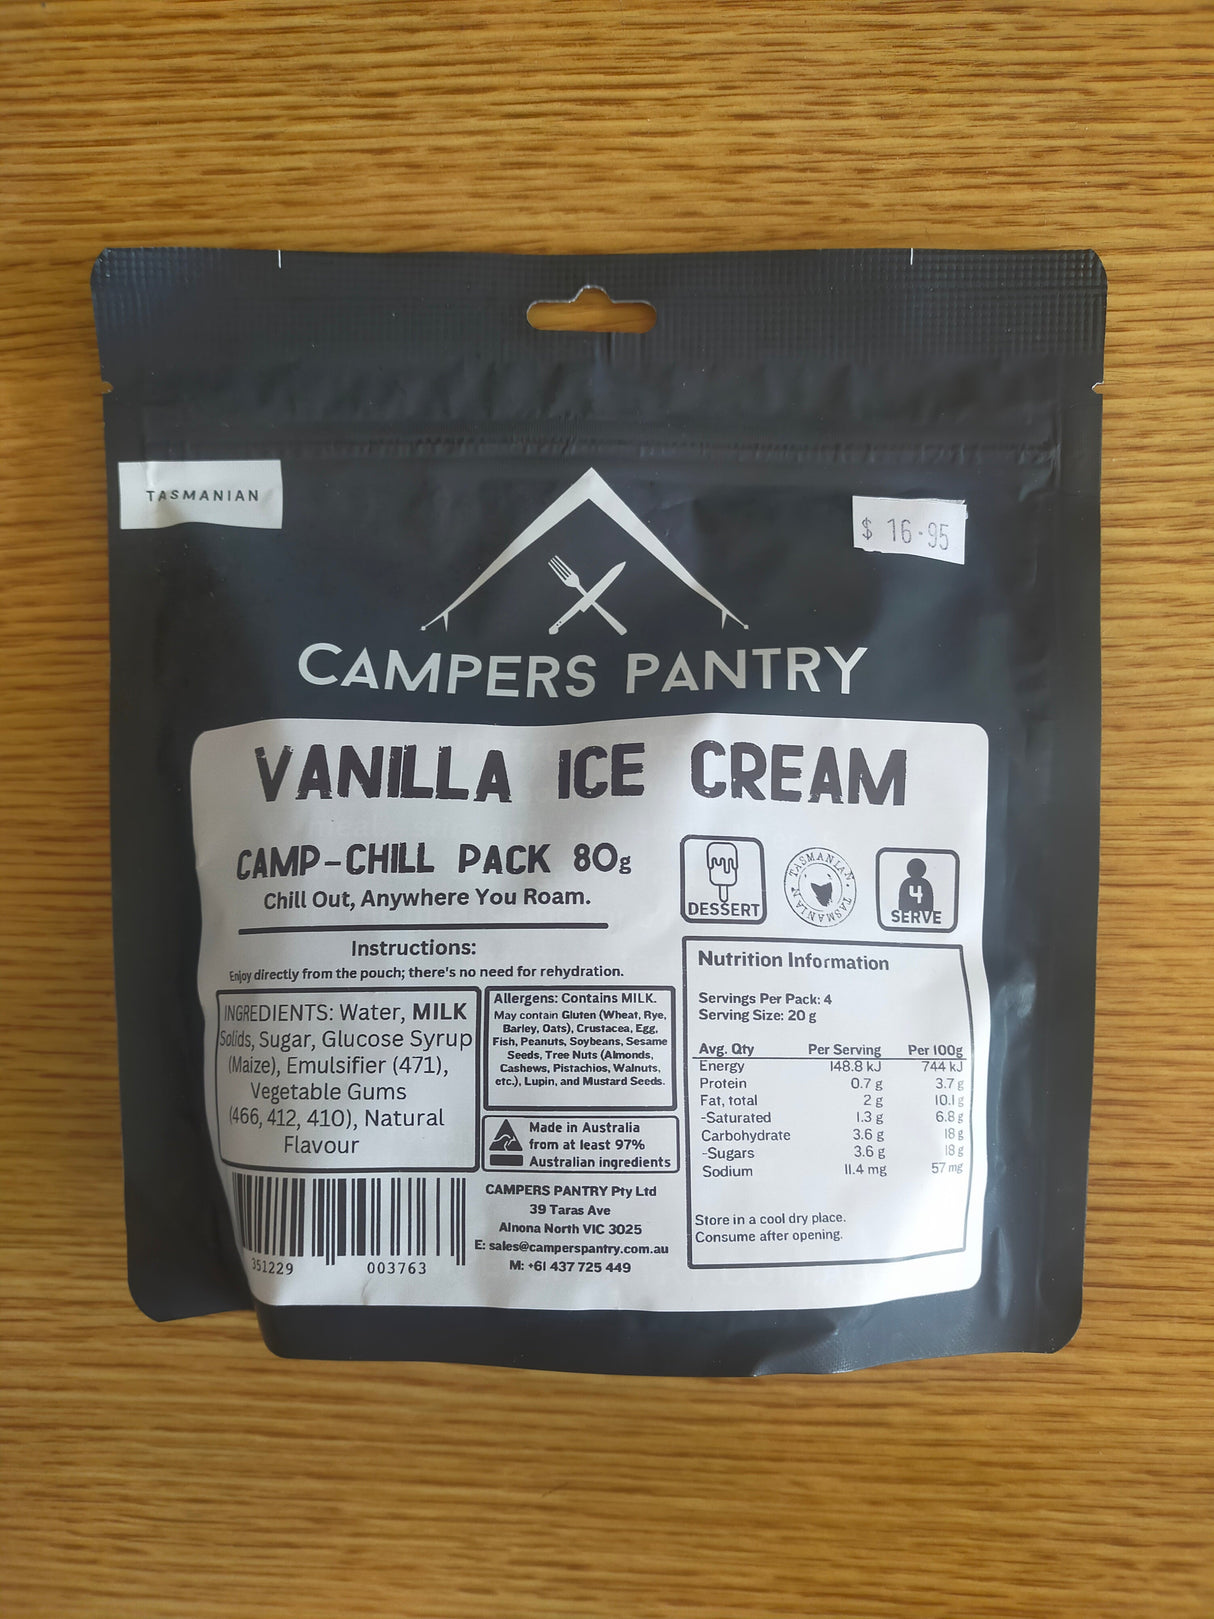 TASMANIAN
$ 16.95
CAMPERS PANTRY
VANILLA ICE CREAM
CAMP-CHILL PACK 80g
Chill Out, Anywhere You Roam.
DESSERT
TASMANIAN TASMANIAN
4
SERVE
Instructions:
Enjoy directly from the pouch; there's no need for rehydration.
INGREDIENTS: Water, MILK
Solids, Sugar, Glucose Syrup
(Maize), Emulsifier (471),
Vegetable Gums
(466, 412, 410), Natural
Flavour
Allergens: Contains MILK.
May contain Gluten (Wheat, Rye,
Barley, Oats), Crustacea, Egg,
Fish, Peanuts, Soybeans, Sesame
Seeds, Tree Nuts (Almonds,
Cashews, Pistachios, Walnuts,
etc.), Lupin, and Mustard Seeds.
Made in Australia
from at least 97%
Australian ingredients
351229 003763
CAMPERS PANTRY Pty Ltd
39 Taras Ave
Alnona North VIC 3025
E: sales@camperspantry.com.au
M: +61 437 725 449
Nutrition Information
Servings Per Pack: 4
Serving Size: 20 g
Avg. Qty Per Serving Per 100g
Energy 148.8 kJ 744 kJ
Protein 0.7 g 3.7 g
Fat, total 2 g 10.1 g
-Saturated 1.3 g 6.8 g
Carbohydrate 3.6 g 18 g
-Sugars 3.6 g 18 g
Sodium 11.4 mg 57 mg
Store in a cool dry place.
Consume after opening.